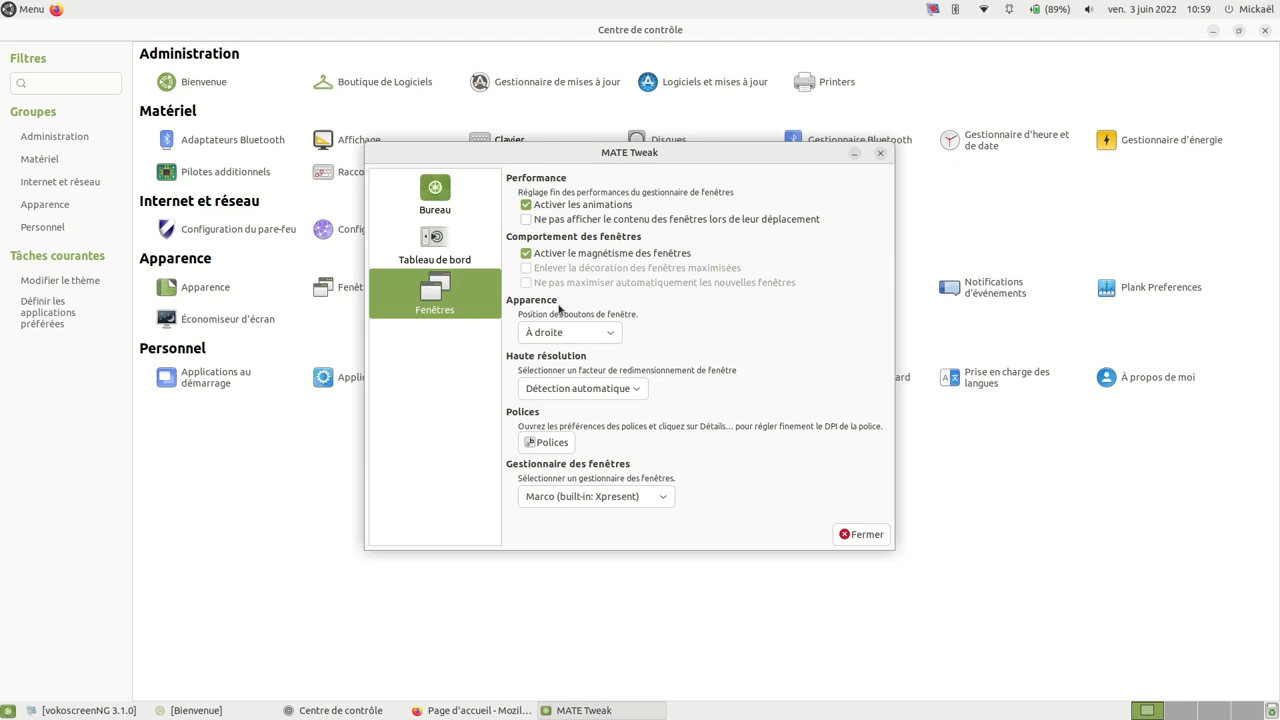 Menu
(89%)
ven. 3 juin 2022
10:59
Mickaël
Centre de contrôle
Filtres
Groupes
Administration
Matériel
Internet et réseau
Apparence
Personnel
Tâches courantes
Modifier le thème
Définir les
applications
préférées
Administration
Bienvenue
Boutique de Logiciels
Gestionnaire de mises à jour
Logiciels et mises à jour
Printers
Matériel
Adaptateurs Bluetooth
Affichage
Clavier
Disques
Gestionnaire Bluetooth
Gestionnaire d'heure et
de date
Gestionnaire d'énergie
Pilotes additionnels
Racco
Internet et réseau
Configuration du pare-feu
Confi
Apparence
Apparence
Fenêt
Notifications
d'événements
Plank Preferences
Économiseur d'écran
Personnel
Applications au
démarrage
Appli
ard
Prise en charge des
langues
À propos de moi
MATE Tweak
Bureau
Tableau de bord
Fenêtres
Performance
Réglage fin des performances du gestionnaire de fenêtres
Activer les animations
Ne pas afficher le contenu des fenêtres lors de leur déplacement
Comportement des fenêtres
Activer le magnétisme des fenêtres
Enlever la décoration des fenêtres maximisées
Ne pas maximiser automatiquement les nouvelles fenêtres
Apparence
Position des boutons de fenêtre.
À droite
Haute résolution
Sélectionner un facteur de redimensionnement de fenêtre
Détection automatique
Polices
Ouvrez les préférences des polices et cliquez sur Détails... pour régler finement le DPI de la police.
Polices
Gestionnaire des fenêtres
Sélectionner un gestionnaire des fenêtres.
Marco (built-in: Xpresent)
Fermer
[vokoscreenNG 3.1.0]
[Bienvenue]
Centre de contrôle
Page d'accueil - Mozil...
MATE Tweak